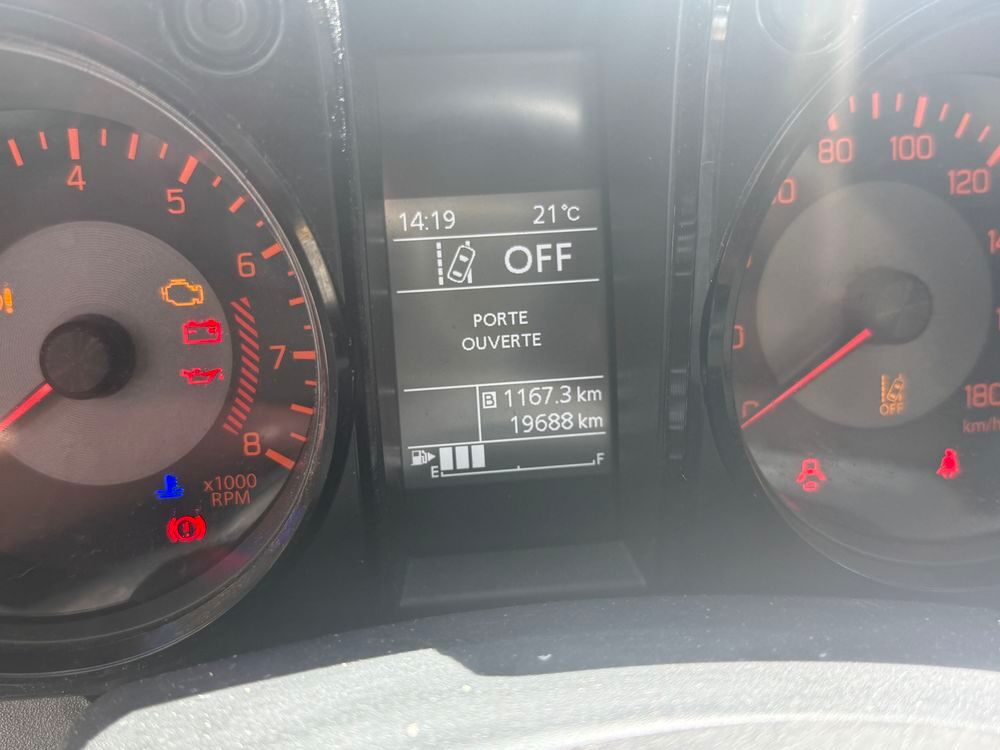 4
5
6
7
8
x1000
RPM
14:19 21°C
OFF
PORTE
OUVERTE
B 1167.3 km
19688 km
E F
80
100
120
OFF
180
km/h